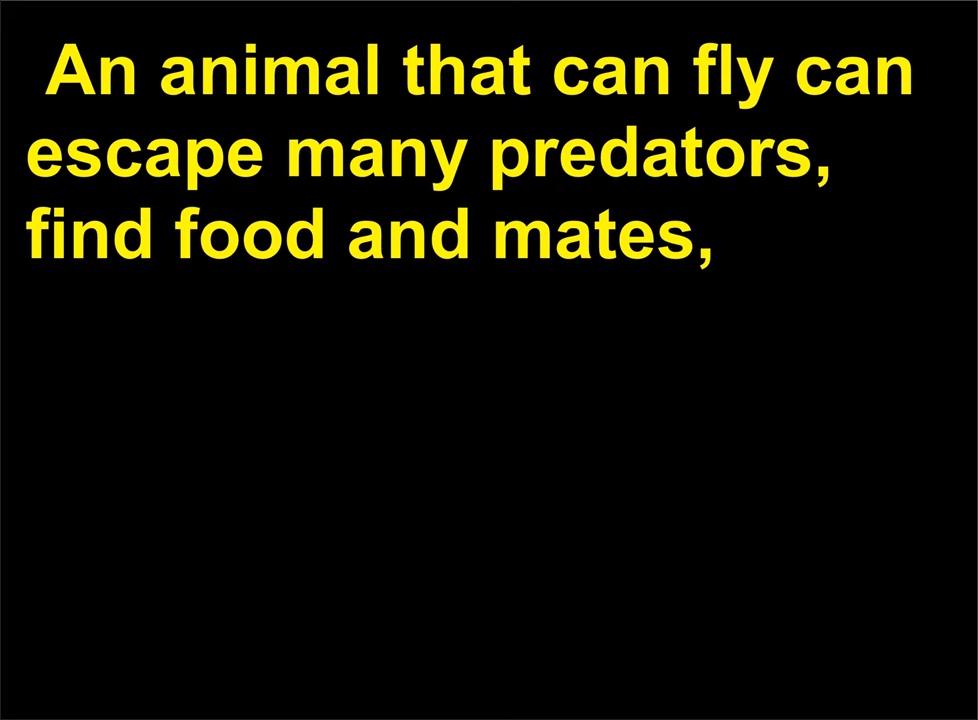 An animal that can fly can
escape many predators,
find food and mates,